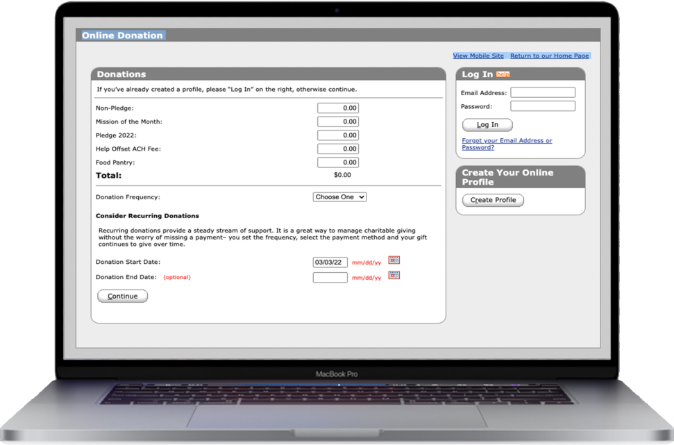 Online Donation
View Mobile Site Return to our Home Page
Donations
If you've already created a profile, please "Log In" on the right, otherwise continue.
Non-Pledge: 0.00
Mission of the Month: 0.00
Pledge 2022: 0.00
Help Offset ACH Fee: 0.00
Food Pantry: 0.00
Total: $0.00
Donation Frequency: Choose One
Consider Recurring Donations
Recurring donations provide a steady stream of support. It is a great way to manage charitable giving
without the worry of missing a payment– you set the frequency, select the payment method and your gift
continues to give over time.
Donation Start Date: 03/03/22 mm/dd/yy
Donation End Date: (optional) mm/dd/yy
Continue
Log In
Email Address:
Password:
Log In
Forgot your Email Address or
Password?
Create Your Online
Profile
Create Profile
MacBook Pro